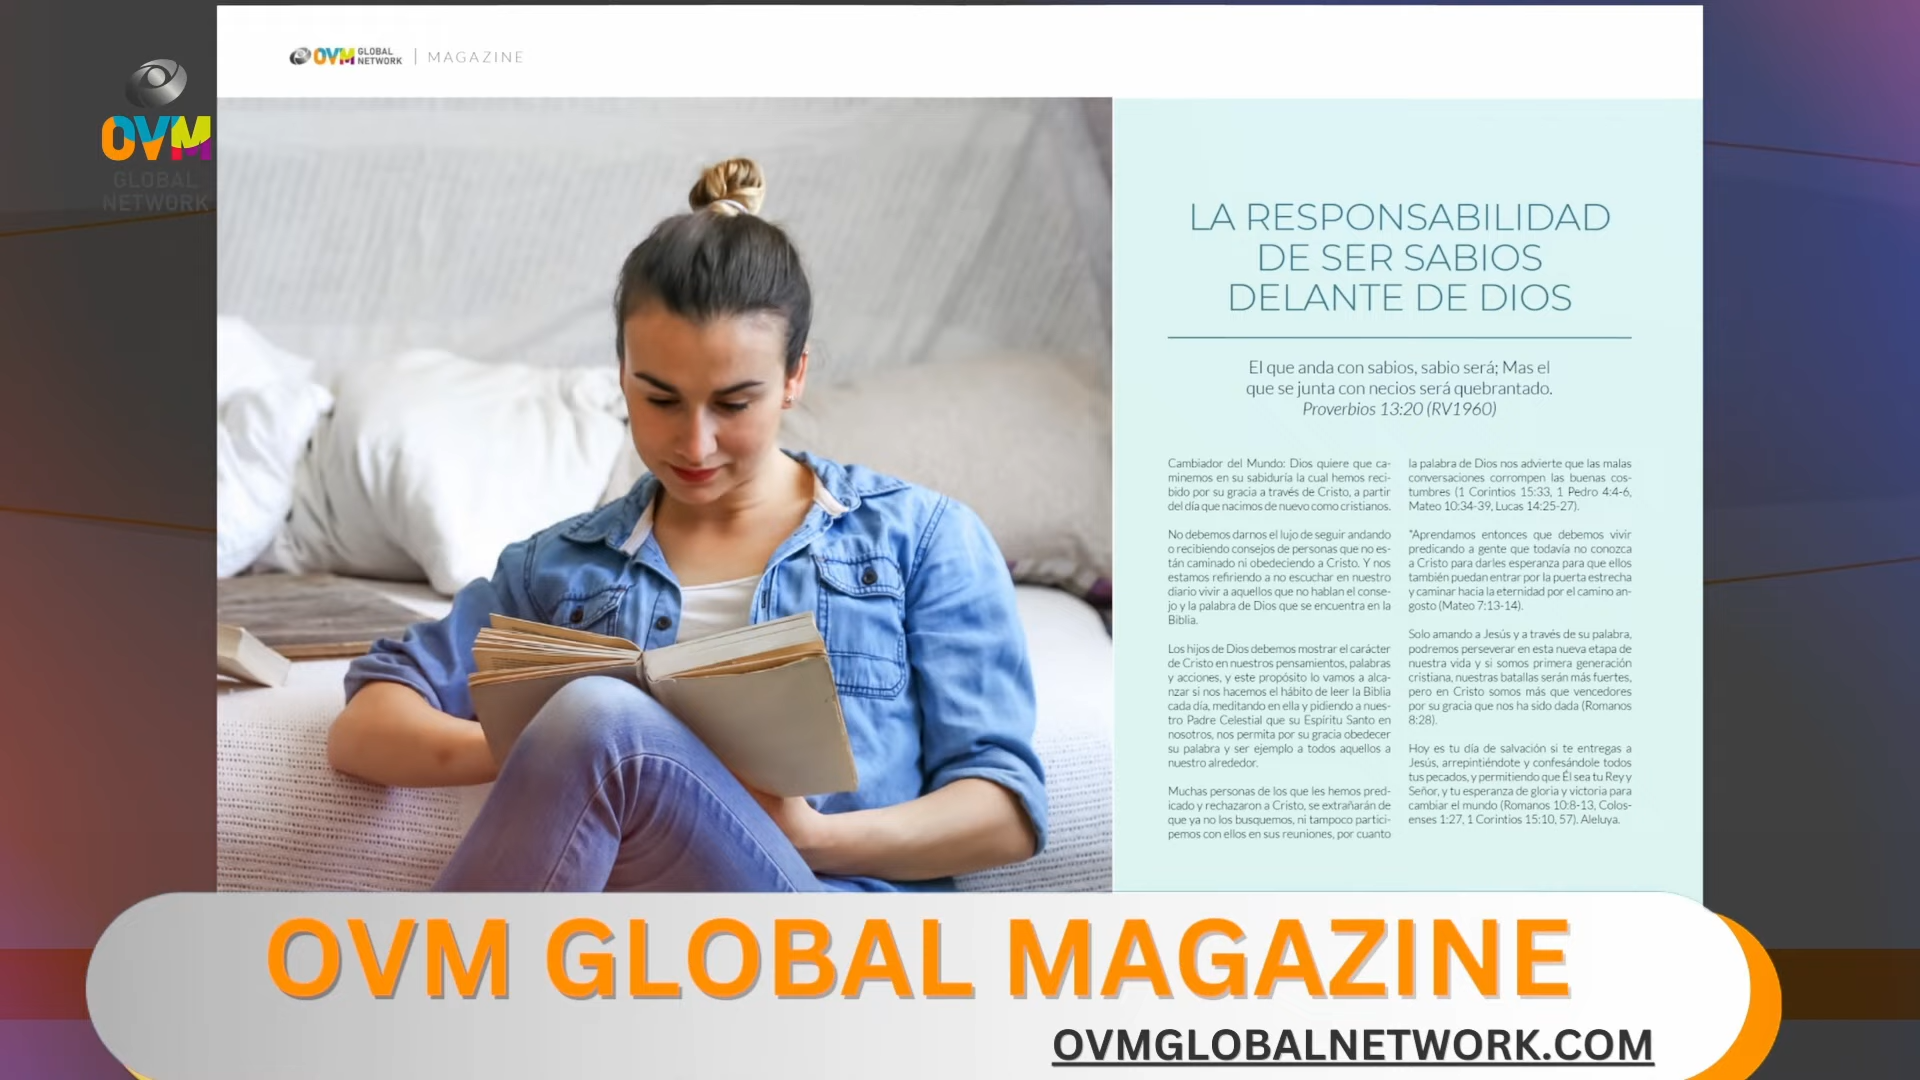 OVM GLOBAL NETWORK | MAGAZINE
OVM
GLOBAL
NETWORK
LA RESPONSABILIDAD
DE SER SABIOS
DELANTE DE DIOS
El que anda con sabios, sabio será; Mas el
que se junta con necios será quebrantado.
Proverbios 13:20 (RV1960)
Cambiador del Mundo: Dios quiere que ca-
minemos en su sabiduría la cual hemos reci-
bido por su gracia a través de Cristo, a partir
del día que nacimos de nuevo como cristianos.
No debemos darnos el lujo de seguir andando
o recibiendo consejos de personas que no es-
tán caminado ni obedeciendo a Cristo. Y nos
estamos refiriendo a no escuchar en nuestro
diario vivir a aquellos que no hablan el conse-
jo y la palabra de Dios que se encuentra en la
Biblia.
Los hijos de Dios debemos mostrar el carácter
de Cristo en nuestros pensamientos, palabras
y acciones, y este propósito lo vamos a alca-
nzar si nos hacemos el hábito de leer la Biblia
cada día, meditando en ella y pidiendo a nues-
tro Padre Celestial que su Espíritu Santo en
nosotros, nos permita por su gracia obedecer
su palabra y ser ejemplo a todos aquellos a
nuestro alrededor.
Muchas personas de los que les hemos pred-
icado y rechazaron a Cristo, se extrañarán de
que ya no los busquemos, ni tampoco partici-
pemos con ellos en sus reuniones, por cuanto
la palabra de Dios nos advierte que las malas
conversaciones corrompen las buenas cos-
tumbres (1 Corintios 15:33, 1 Pedro 4:4-6,
Mateo 10:34-39, Lucas 14:25-27).
"Aprendamos entonces que debemos vivir
predicando a gente que todavía no conozca
a Cristo para darles esperanza para que ellos
también puedan entrar por la puerta estrecha
y caminar hacia la eternidad por el camino an-
gosto (Mateo 7:13-14).
Solo amando a Jesús y a través de su palabra,
podremos perseverar en esta nueva etapa de
nuestra vida y si somos primera generación
cristiana, nuestras batallas serán más fuertes,
pero en Cristo somos más que vencedores
por su gracia que nos ha sido dada (Romanos
8:28).
Hoy es tu día de salvación si te entregas a
Jesús, arrepintiéndote y confesándole todos
tus pecados, y permitiendo que Él sea tu Rey y
Señor, y tu esperanza de gloria y victoria para
cambiar el mundo (Romanos 10:8-13, Colos-
enses 1:27, 1 Corintios 15:10, 57). Aleluya.
OVM GLOBAL MAGAZINE
OVMGLOBALNETWORK.COM